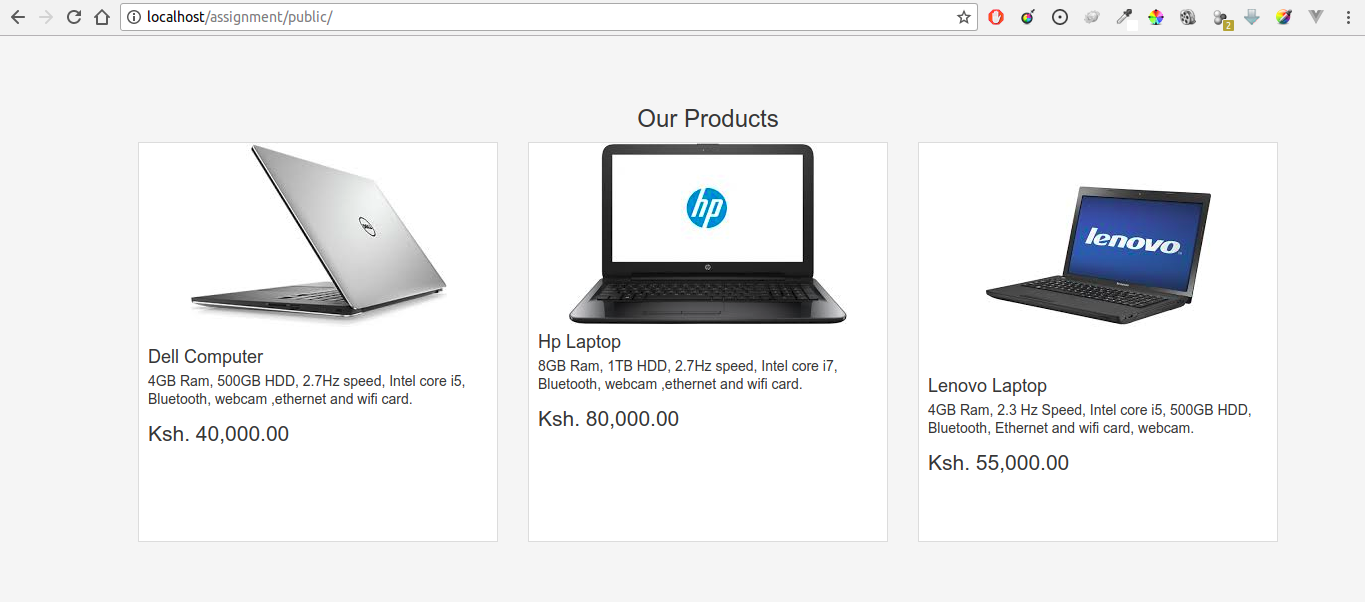 localhost/assignment/public/
2
Our Products
DELL
hp
lenovo
Dell Computer
4GB Ram, 500GB HDD, 2.7Hz speed, Intel core i5,
Bluetooth, webcam ,ethernet and wifi card.
Ksh. 40,000.00
Hp Laptop
8GB Ram, 1TB HDD, 2.7Hz speed, Intel core i7,
Bluetooth, webcam ,ethernet and wifi card.
Ksh. 80,000.00
Lenovo Laptop
4GB Ram, 2.3 Hz Speed, Intel core i5, 500GB HDD,
Bluetooth, Ethernet and wifi card, webcam.
Ksh. 55,000.00